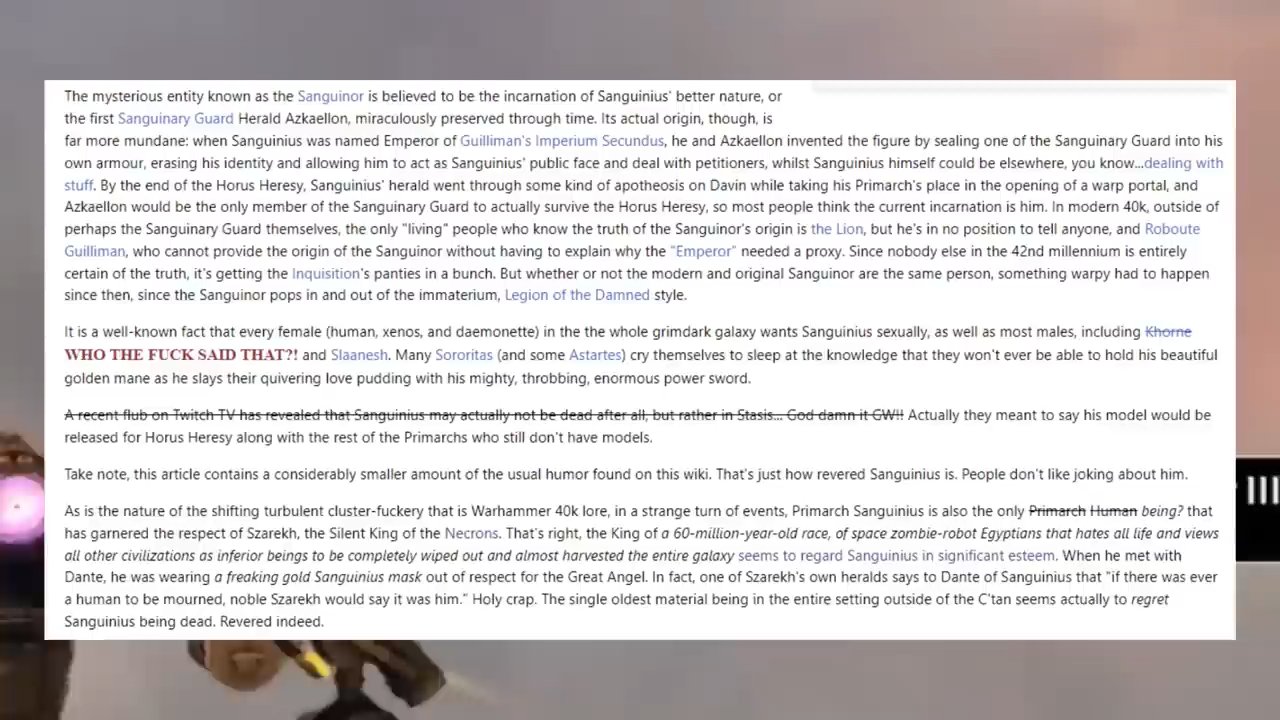 The mysterious entity known as the Sanguinor is believed to be the incarnation of Sanguinius' better nature, or
the first Sanguinary Guard Herald Azkaellon, miraculously preserved through time. Its actual origin, though, is
far more mundane: when Sanguinius was named Emperor of Guilliman's Imperium Secundus, he and Azkaellon invented the figure by sealing one of the Sanguinary Guard into his
own armour, erasing his identity and allowing him to act as Sanguinius' public face and deal with petitioners, whilst Sanguinius himself could be elsewhere, you know...dealing with
stuff. By the end of the Horus Heresy, Sanguinius' herald went through some kind of apotheosis on Davin while taking his Primarch's place in the opening of a warp portal, and
Azkaellon would be the only member of the Sanguinary Guard to actually survive the Horus Heresy, so most people think the current incarnation is him. In modern 40k, outside of
perhaps the Sanguinary Guard themselves, the only "living" people who know the truth of the Sanguinor's origin is the Lion, but he's in no position to tell anyone, and Roboute
Guilliman, who cannot provide the origin of the Sanguinor without having to explain why the "Emperor" needed a proxy. Since nobody else in the 42nd millennium is entirely
certain of the truth, it's getting the Inquisition's panties in a bunch. But whether or not the modern and original Sanguinor are the same person, something warpy had to happen
since then, since the Sanguinor pops in and out of the immaterium, Legion of the Damned style.
It is a well-known fact that every female (human, xenos, and daemonette) in the the whole grimdark galaxy wants Sanguinius sexually, as well as most males, including Khorne
WHO THE FUCK SAID THAT?! and Slaanesh. Many Sororitas (and some Astartes) cry themselves to sleep at the knowledge that they won't ever be able to hold his beautiful
golden mane as he slays their quivering love pudding with his mighty, throbbing, enormous power sword.
A recent flub on Twitch TV has revealed that Sanguinius may actually not be dead after all, but rather in Stasis... God damn it GW!! Actually they meant to say his model would be
released for Horus Heresy along with the rest of the Primarchs who still don't have models.
Take note, this article contains a considerably smaller amount of the usual humor found on this wiki. That's just how revered Sanguinius is. People don't like joking about him.
As is the nature of the shifting turbulent cluster-fuckery that is Warhammer 40k lore, in a strange turn of events, Primarch Sanguinius is also the only Primarch Human being? that
has garnered the respect of Szarekh, the Silent King of the Necrons. That's right, the King of a 60-million-year-old race, of space zombie-robot Egyptians that hates all life and views
all other civilizations as inferior beings to be completely wiped out and almost harvested the entire galaxy seems to regard Sanguinius in significant esteem. When he met with
Dante, he was wearing a freaking gold Sanguinius mask out of respect for the Great Angel. In fact, one of Szarekh's own heralds says to Dante of Sanguinius that "if there was ever
a human to be mourned, noble Szarekh would say it was him." Holy crap. The single oldest material being in the entire setting outside of the C'tan seems actually to regret
Sanguinius being dead. Revered indeed.